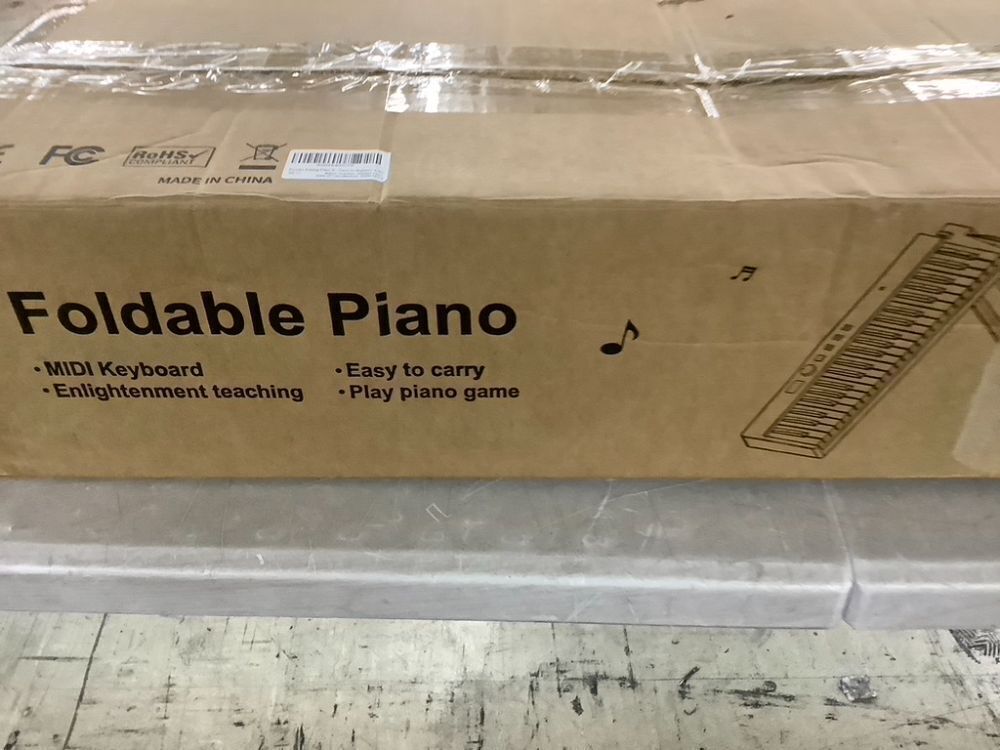 FC
RoHS
COMPLIANT
MADE IN CHINA
Foldable Piano
• MIDI Keyboard
• Easy to carry
• Enlightenment teaching
• Play piano game